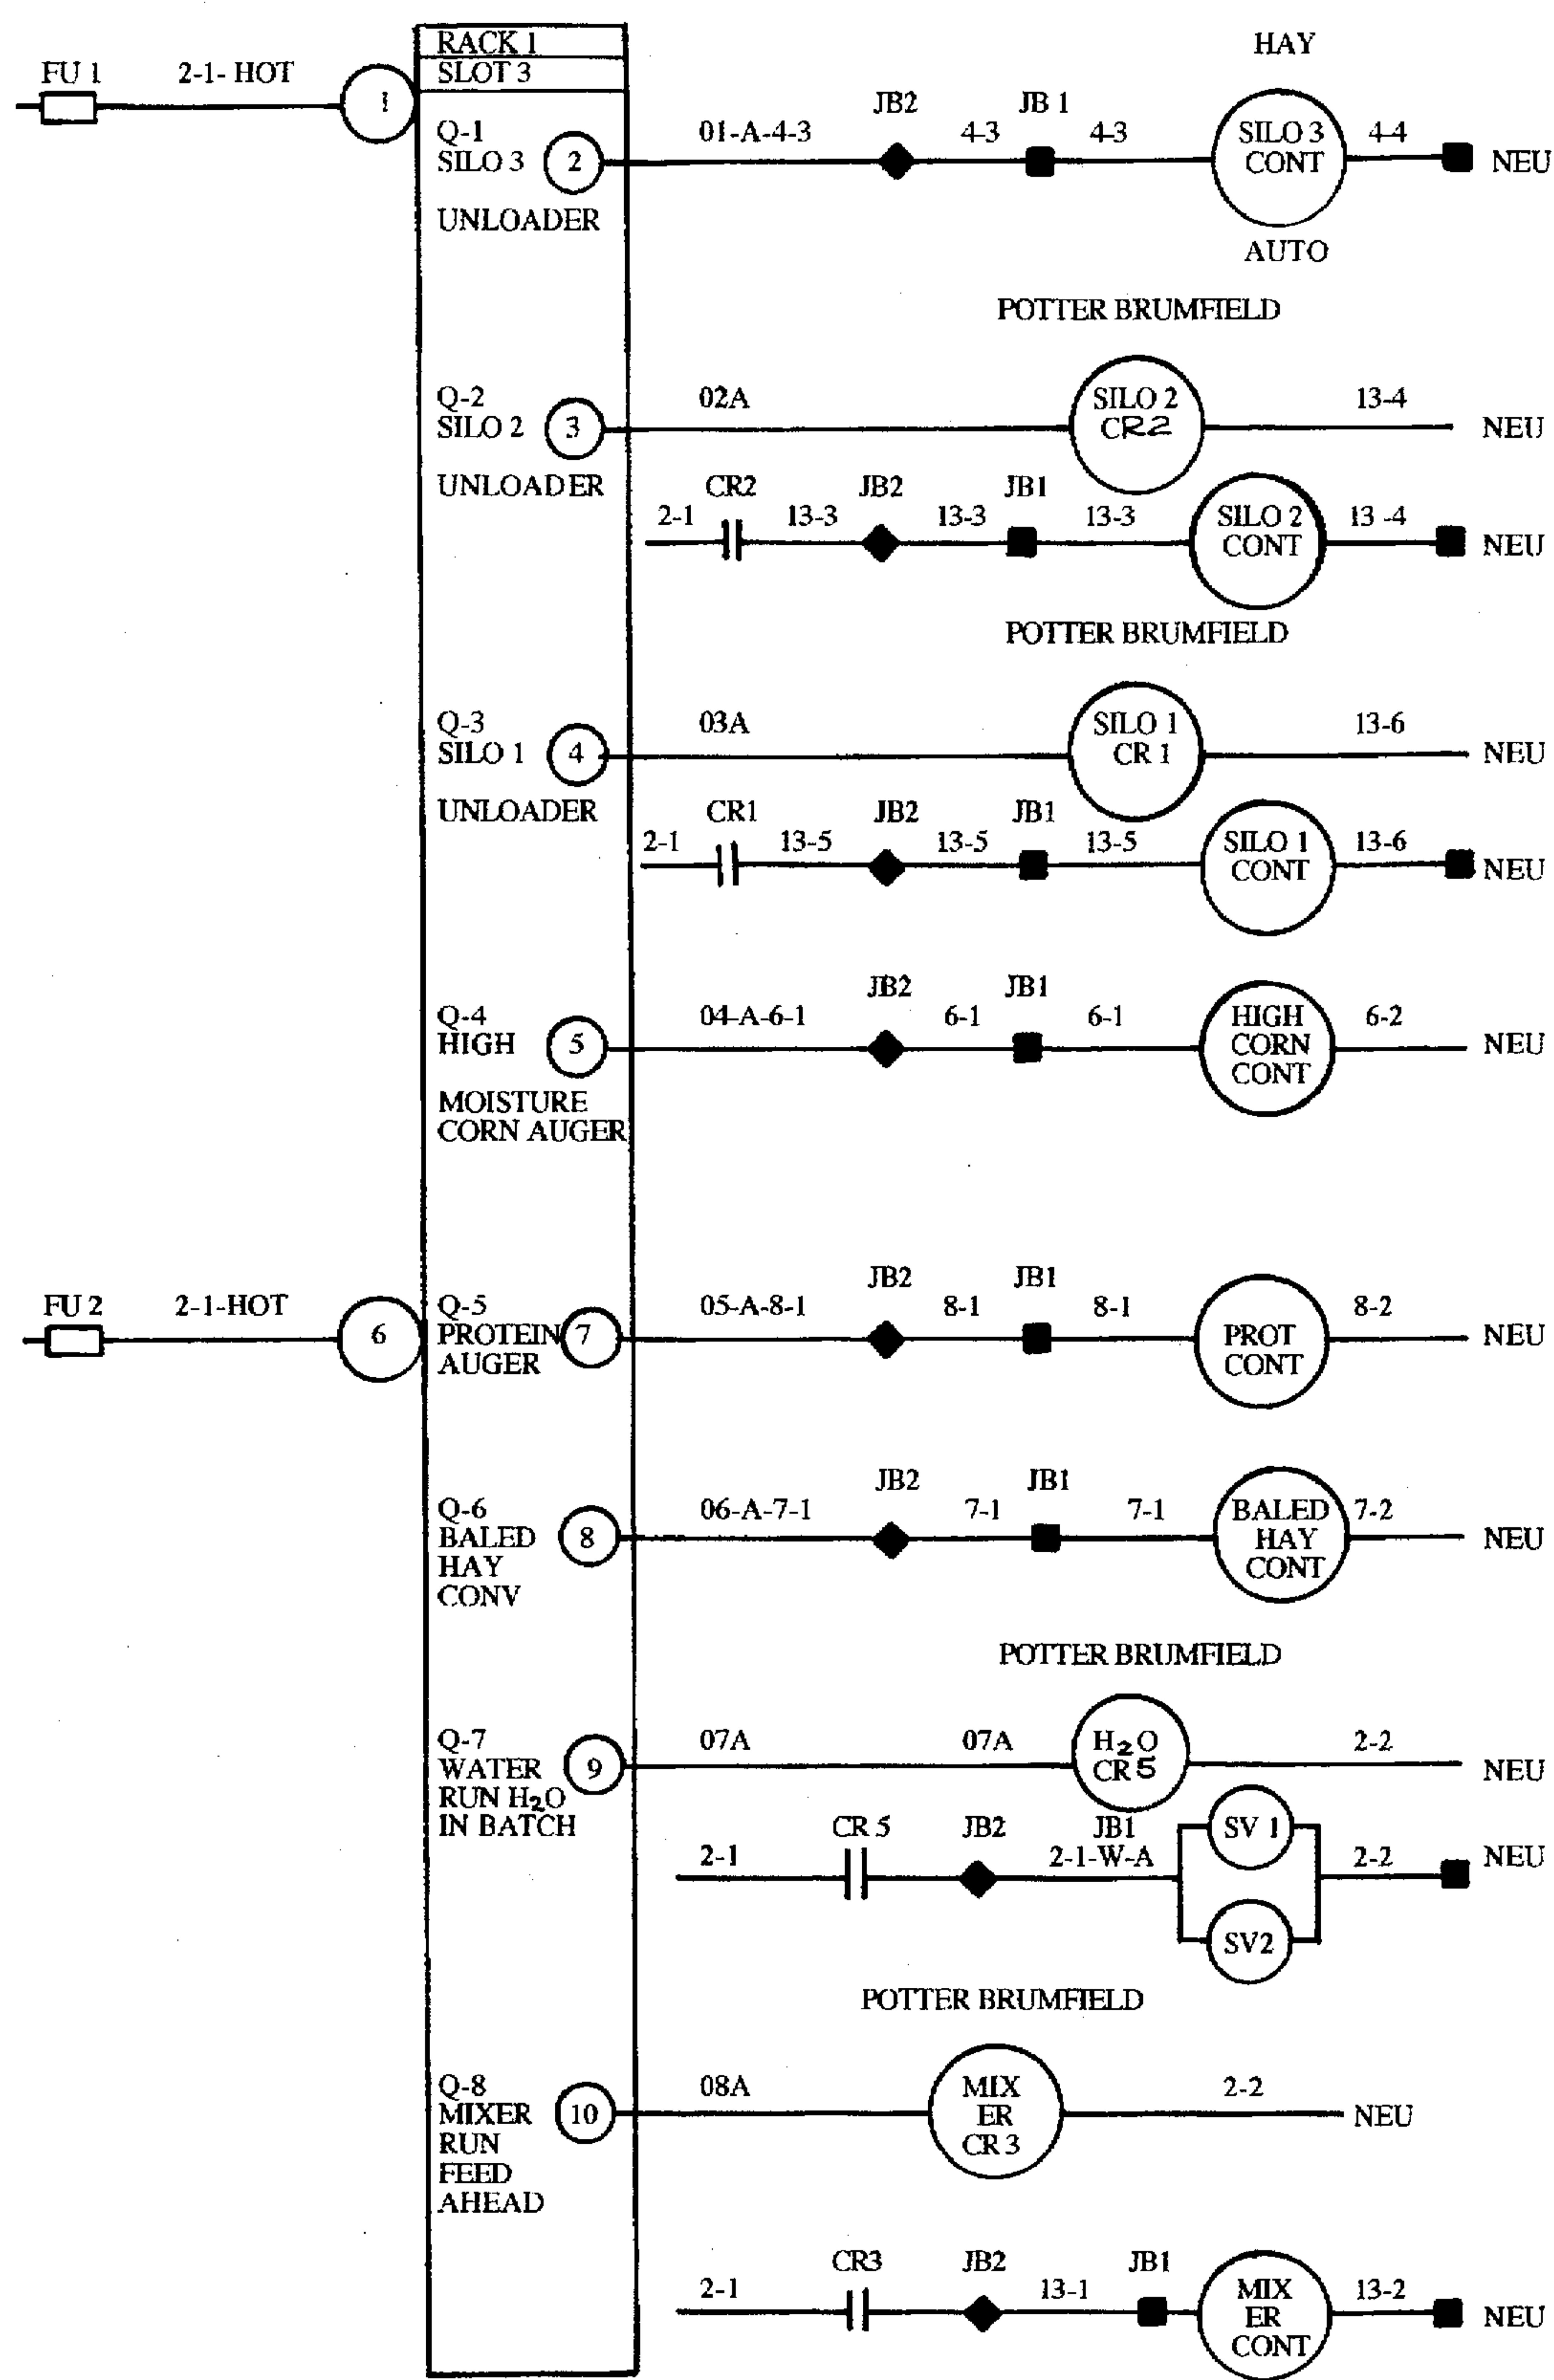 RACK 1
SLOT 3
HAY
FU 1 2-1- HOT 1
JB2 JB 1
Q-1
SILO 3 2 01-A-4-3 4-3 4-3 SILO 3 CONT 4-4 NEU
UNLOADER
AUTO
POTTER BRUMFIELD
Q-2
SILO 2 3 02A SILO 2 CR2 13-4 NEU
UNLOADER
CR2 JB2 JB1
2-1 13-3 13-3 13-3 SILO 2 CONT 13-4 NEU
POTTER BRUMFIELD
Q-3
SILO 1 4 03A SILO 1 CR 1 13-6 NEU
UNLOADER
CR1 JB2 JB1
2-1 13-5 13-5 13-5 SILO 1 CONT 13-6 NEU
JB2 JB1
Q-4
HIGH 5 04-A-6-1 6-1 6-1 HIGH CORN CONT 6-2 NEU
MOISTURE
CORN AUGER
JB2 JB1
FU 2 2-1-HOT 6
Q-5
PROTEIN 7 05-A-8-1 8-1 8-1 PROT CONT 8-2 NEU
AUGER
JB2 JB1
Q-6
BALED 8 06-A-7-1 7-1 7-1 BALED HAY CONT 7-2 NEU
HAY
CONV
POTTER BRUMFIELD
Q-7
WATER 9 07A 07A H2O CR5 2-2 NEU
RUN H2O
IN BATCH
CR 5 JB2 JB1
2-1 2-1-W-A SV 1 2-2 NEU
SV2
POTTER BRUMFIELD
Q-8
MIXER 10 08A MIX ER CR 3 2-2 NEU
RUN
FEED
AHEAD
CR3 JB2 JB1
2-1 13-1 MIX ER CONT 13-2 NEU